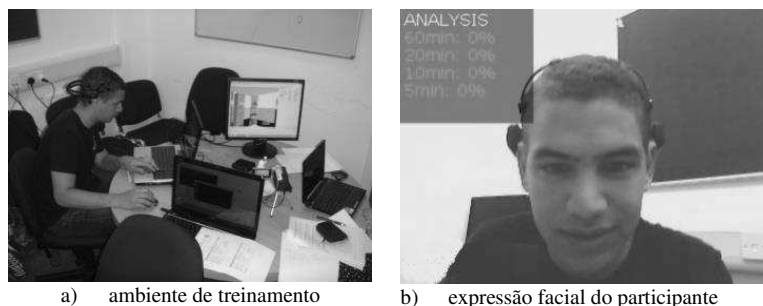 ANALYSIS
60min: 0%
20min: 0%
10min: 0%
5min: 0%
a) ambiente de treinamento
b) expressão facial do participante